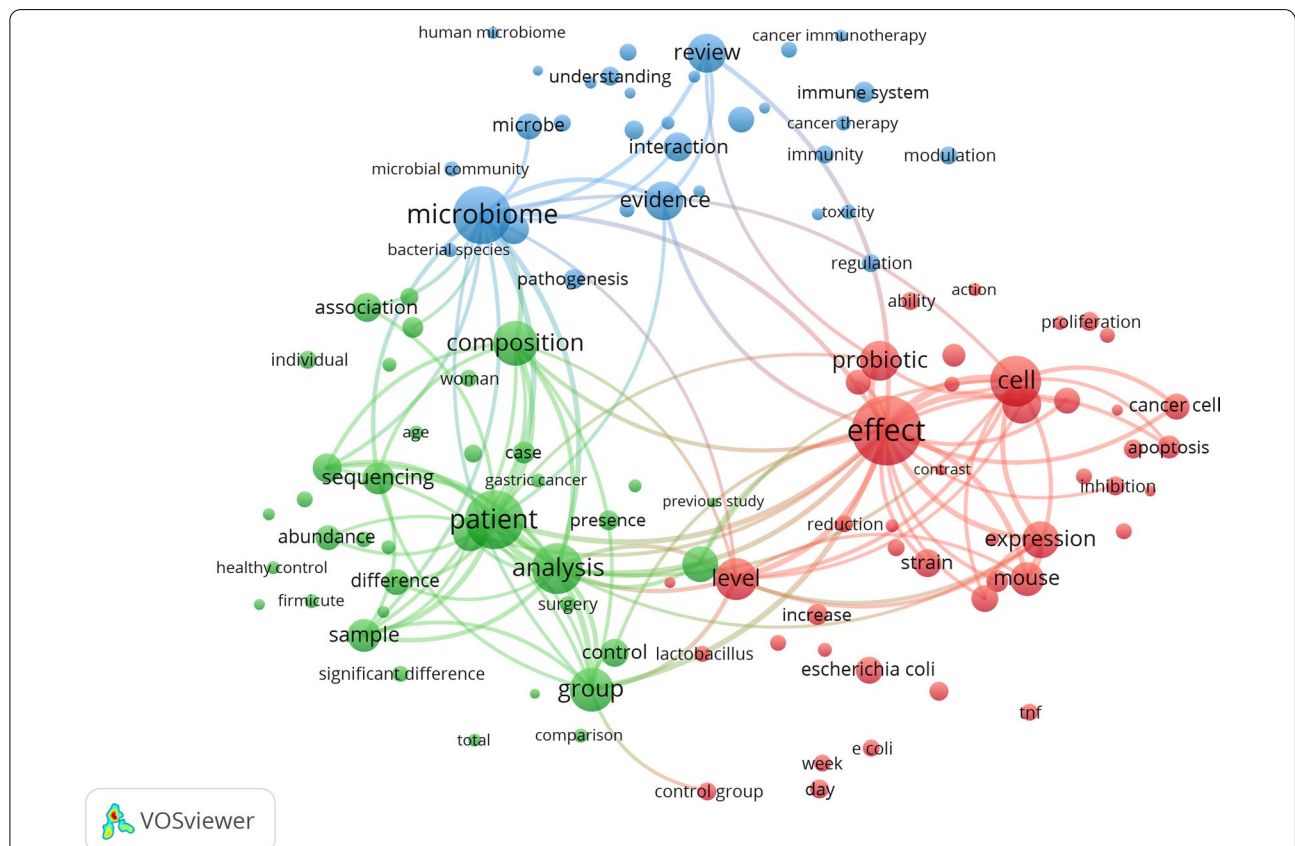 human microbiome
review
cancer immunotherapy
understanding
immune system
microbe
cancer therapy
interaction
immunity
modulation
microbial community
evidence
microbiome
toxicity
bacterial species
regulation
pathogenesis
action
ability
association
proliferation
composition
individual
probiotic
woman
cell
cancer cell
age
effect
case
apoptosis
contrast
sequencing
gastric cancer
inhibition
previous study
patient
presence
reduction
abundance
expression
strain
healthy control
analysis
difference
level
mouse
firmicute
surgery
increase
sample
control
lactobacillus
escherichia coli
significant difference
group
tnf
total
comparison
e coli
week
control group
day
VOSviewer